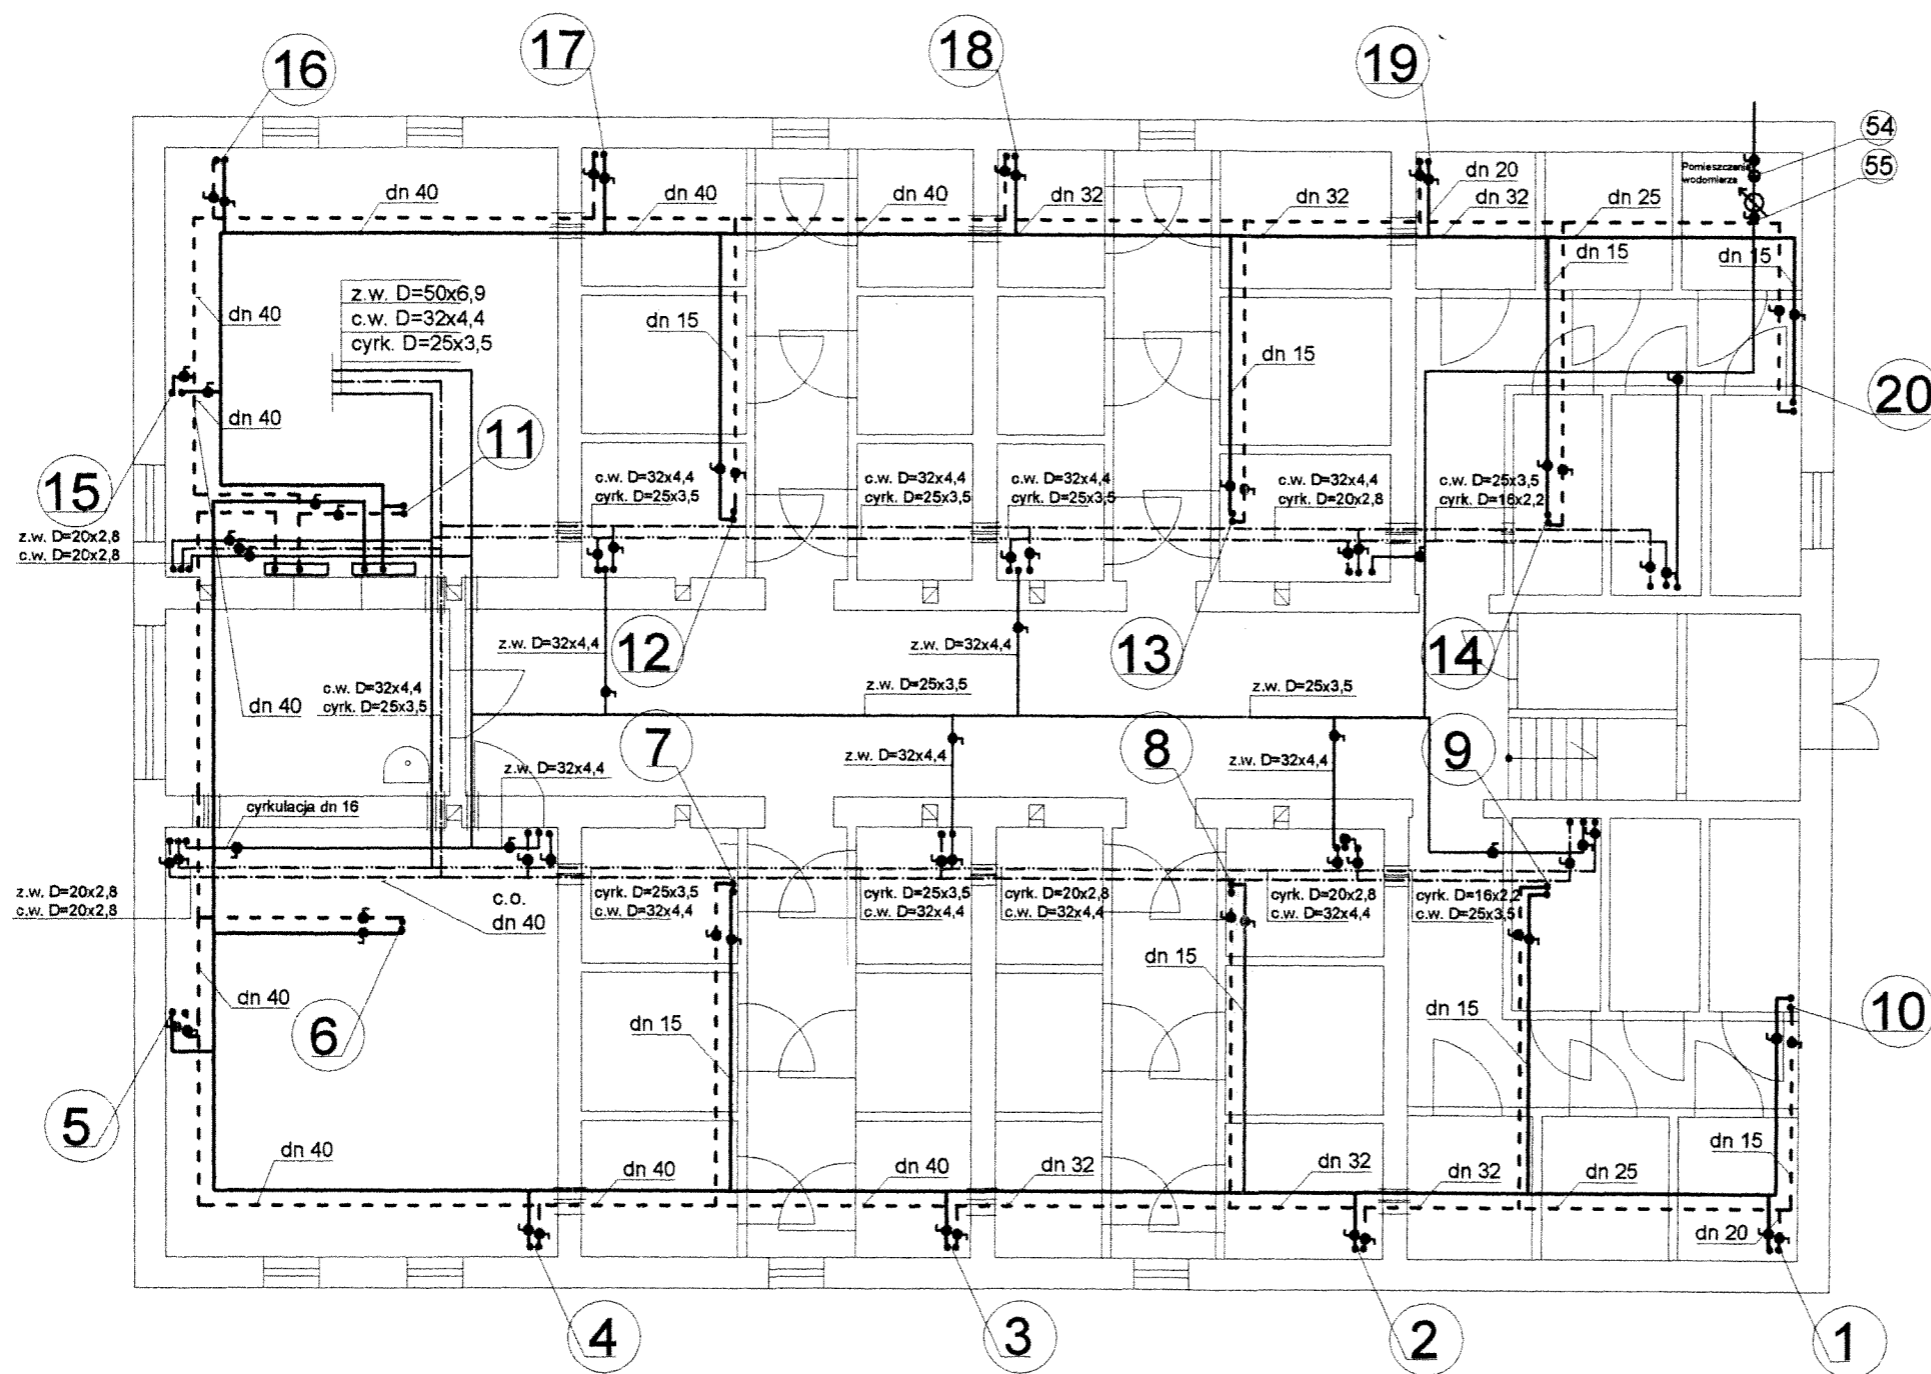 16
17
18
19
54
Pomieszczenie
wodomierza
55
dn 40
dn 40
dn 40
dn 32
dn 32
dn 20
dn 32
dn 25
dn 15
dn 15
z.w. D=50x6,9
c.w. D=32x4,4
cyrk. D=25x3,5
dn 40
dn 15
dn 15
dn 40
20
11
15
c.w. D=32x4,4
cyrk. D=25x3,5
c.w. D=32x4,4
cyrk. D=25x3,5
c.w. D=32x4,4
cyrk. D=25x3,5
c.w. D=32x4,4
cyrk. D=20x2,8
c.w. D=25x3,5
cyrk. D=16x2,2
z.w. D=20x2,8
c.w. D=20x2,8
z.w. D=32x4,4
12
z.w. D=32x4,4
13
14
c.w. D=32x4,4
cyrk. D=25x3,5
dn 40
z.w. D=25x3,5
z.w. D=25x3,5
7
8
9
z.w. D=32x4,4
z.w. D=32x4,4
z.w. D=32x4,4
cyrkulacja dn 16
z.w. D=20x2,8
c.w. D=20x2,8
c.o.
dn 40
cyrk. D=25x3,5
c.w. D=32x4,4
cyrk. D=25x3,5
c.w. D=32x4,4
cyrk. D=20x2,8
c.w. D=32x4,4
cyrk. D=20x2,8
c.w. D=32x4,4
cyrk. D=16x2,2
c.w. D=25x3,5
dn 40
6
dn 15
dn 15
dn 15
10
5
dn 40
dn 40
dn 40
dn 32
dn 32
dn 32
dn 25
dn 15
dn 20
4
3
2
1